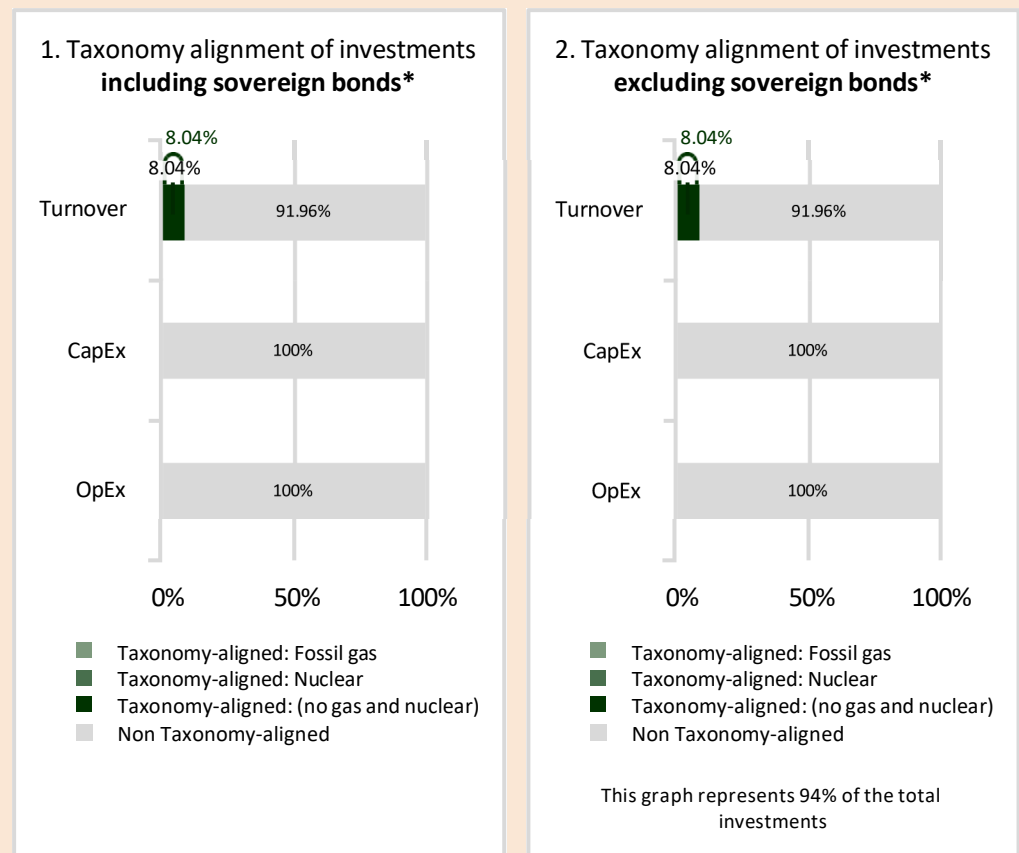 1. Taxonomy alignment of investments
including sovereign bonds*
8.04%
8.04%
Turnover
91.96%
CapEx
100%
OpEx
100%
0% 50% 100%
Taxonomy-aligned: Fossil gas
Taxonomy-aligned: Nuclear
Taxonomy-aligned: (no gas and nuclear)
Non Taxonomy-aligned
2. Taxonomy alignment of investments
excluding sovereign bonds*
8.04%
8.04%
Turnover
91.96%
CapEx
100%
OpEx
100%
0% 50% 100%
Taxonomy-aligned: Fossil gas
Taxonomy-aligned: Nuclear
Taxonomy-aligned: (no gas and nuclear)
Non Taxonomy-aligned
This graph represents 94% of the total
investments